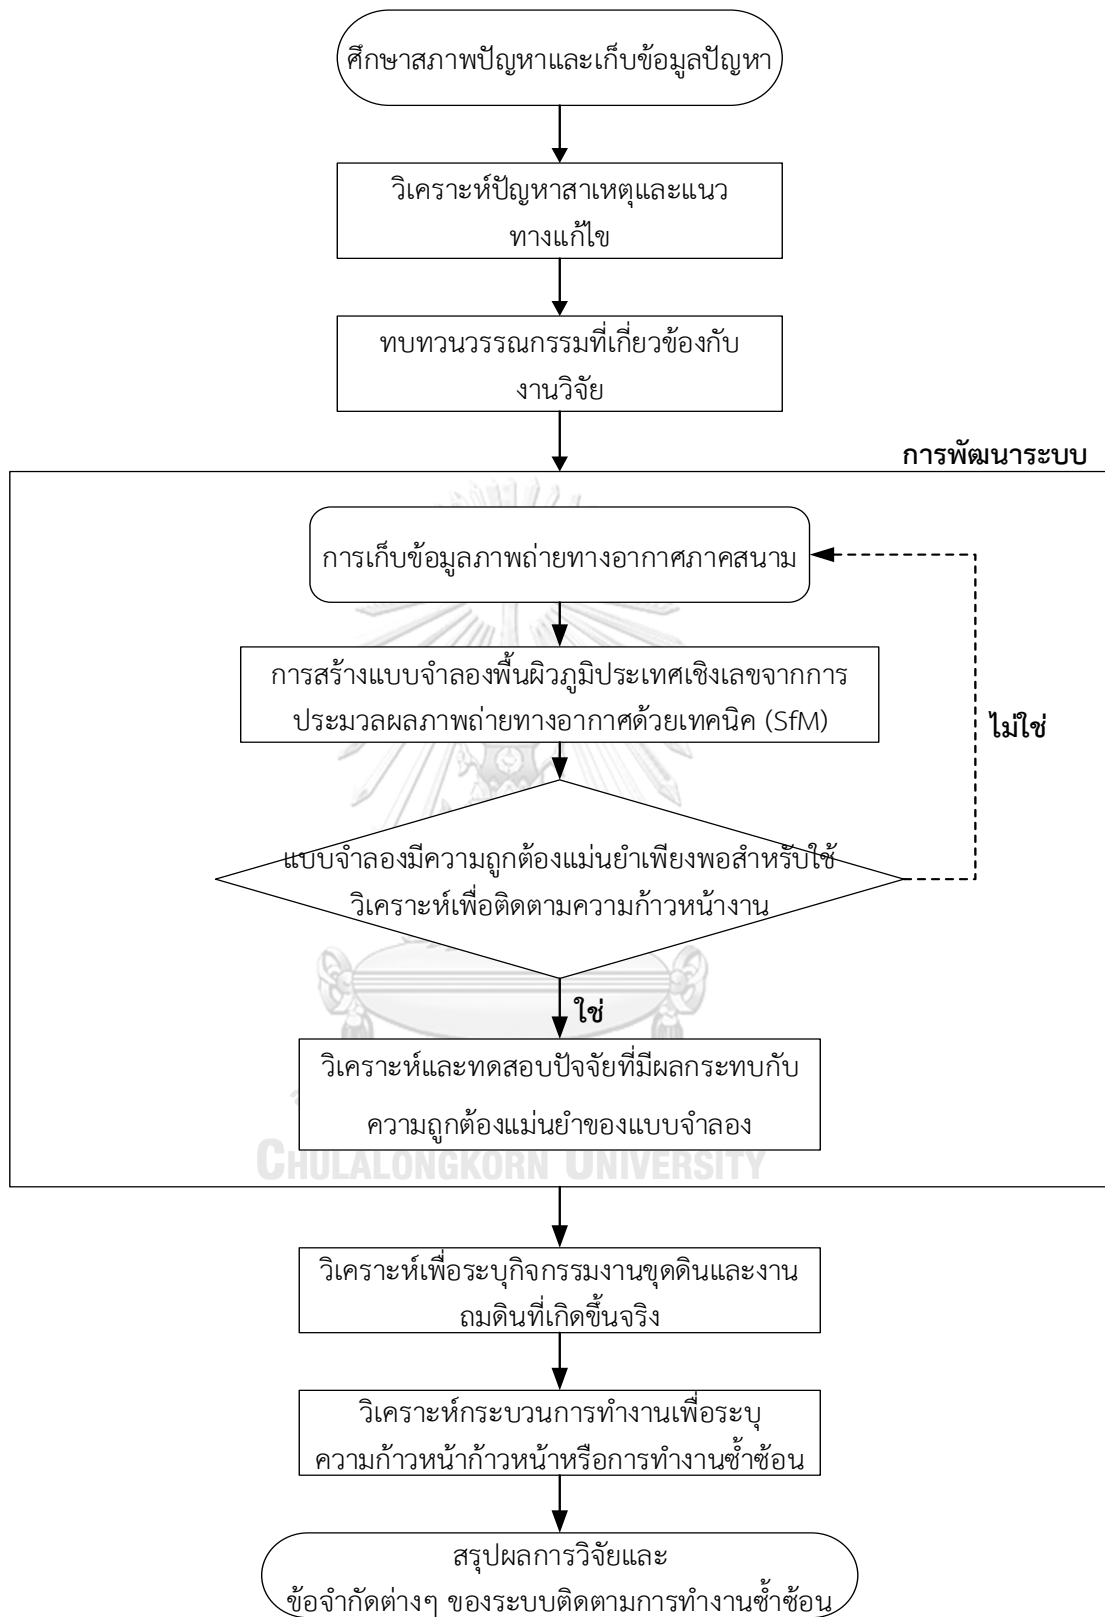 ศึกษาสภาพปัญหาและเก็บข้อมูลปัญหา
วิเคราะห์ปัญหาสาเหตุและแนว
ทางแก้ไข
ทบทวนวรรณกรรมที่เกี่ยวข้องกับ
งานวิจัย
การพัฒนาระบบ
การเก็บข้อมูลภาพถ่ายทางอากาศภาคสนาม
การสร้างแบบจำลองพื้นผิวภูมิประเทศเชิงเลขจากการ
ประมวลผลภาพถ่ายทางอากาศด้วยเทคนิค (SfM)
ไม่ใช่
แบบจำลองมีความถูกต้องแม่นยำเพียงพอสำหรับใช้
วิเคราะห์เพื่อติดตามความก้าวหน้างาน
ใช่
วิเคราะห์และทดสอบปัจจัยที่มีผลกระทบกับ
ความถูกต้องแม่นยำของแบบจำลอง
CHULALONGKORN UNIVERSITY
วิเคราะห์เพื่อระบุกิจกรรมงานขุดดินและงาน
ถมดินที่เกิดขึ้นจริง
วิเคราะห์กระบวนการทำงานเพื่อระบุ
ความก้าวหน้าก้าวหน้าหรือการทำงานซ้ำซ้อน
สรุปผลการวิจัยและ
ข้อจำกัดต่างๆ ของระบบติดตามการทำงานซ้ำซ้อน